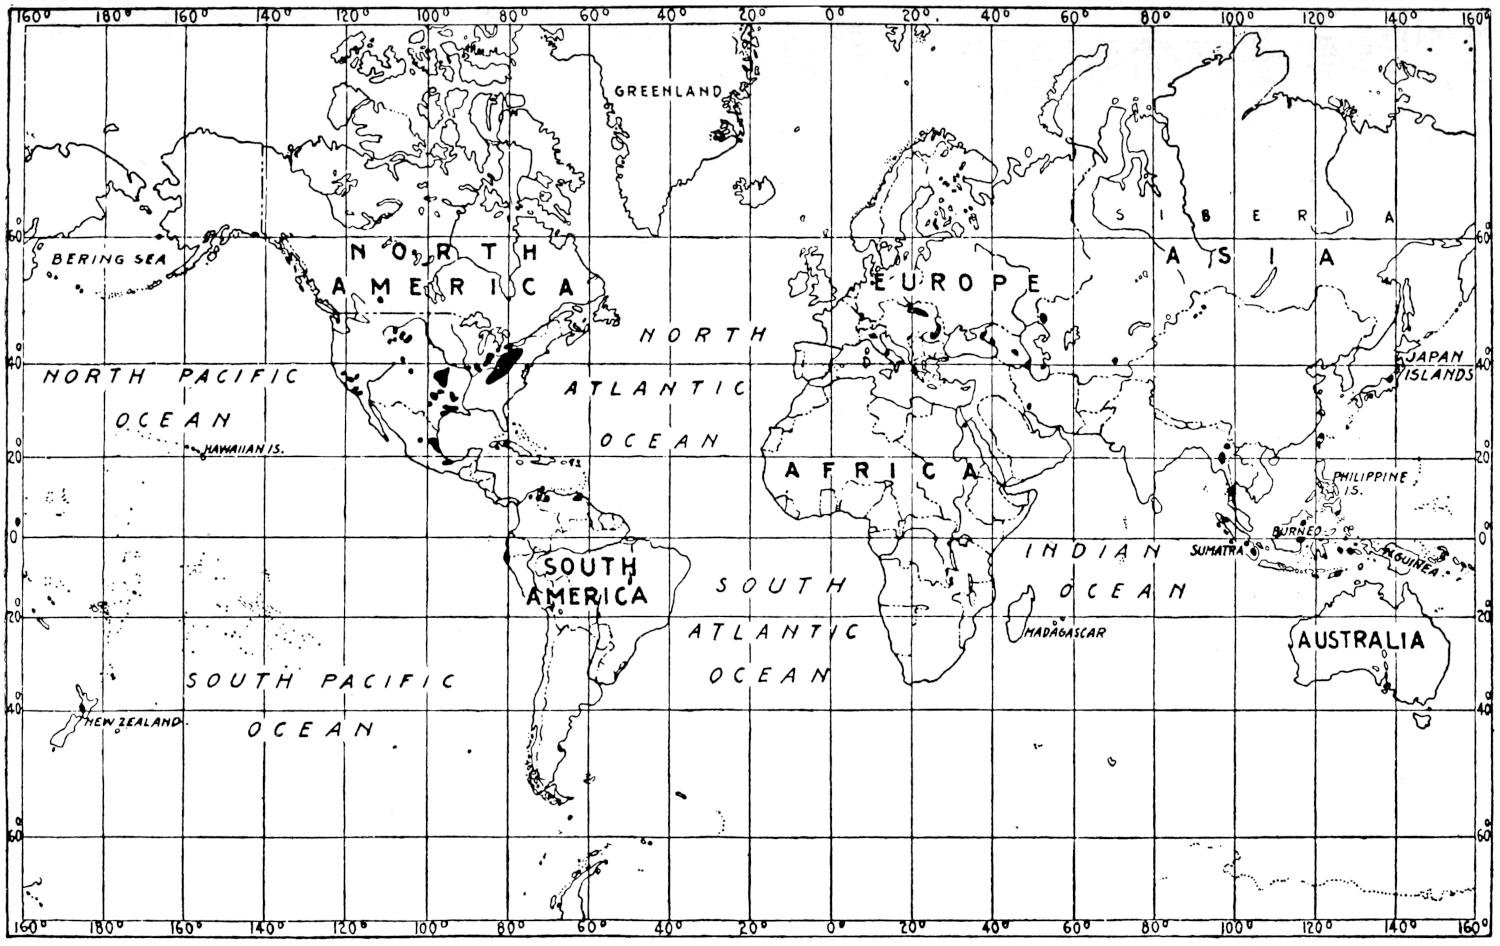 160° 180° 160° 140° 120° 100° 80° 60° 40° 20° 0° 20° 40° 60° 80° 100° 120° 140° 160°
GREENLAND
SIBERIA
60° 60°
NORTH
AMERICA
BERING SEA
EUROPE
ASIA
NORTH
ATLANTIC
OCEAN
40° 40°
JAPAN
ISLANDS
NORTH PACIFIC
OCEAN
HAWAIIAN IS.
20° 20°
AFRICA
PHILIPPINE
IS.
0° 0°
BORNEO
SUMATRA
N.GUINEA
INDIAN
OCEAN
SOUTH
AMERICA
SOUTH
ATLANTIC
OCEAN
20° 20°
MADAGASCAR
AUSTRALIA
SOUTH PACIFIC
OCEAN
40° 40°
NEW ZEALAND
60° 60°
160° 180° 160° 140° 120° 100° 80° 60° 40° 20° 0° 20° 40° 60° 80° 100° 120° 140° 160°